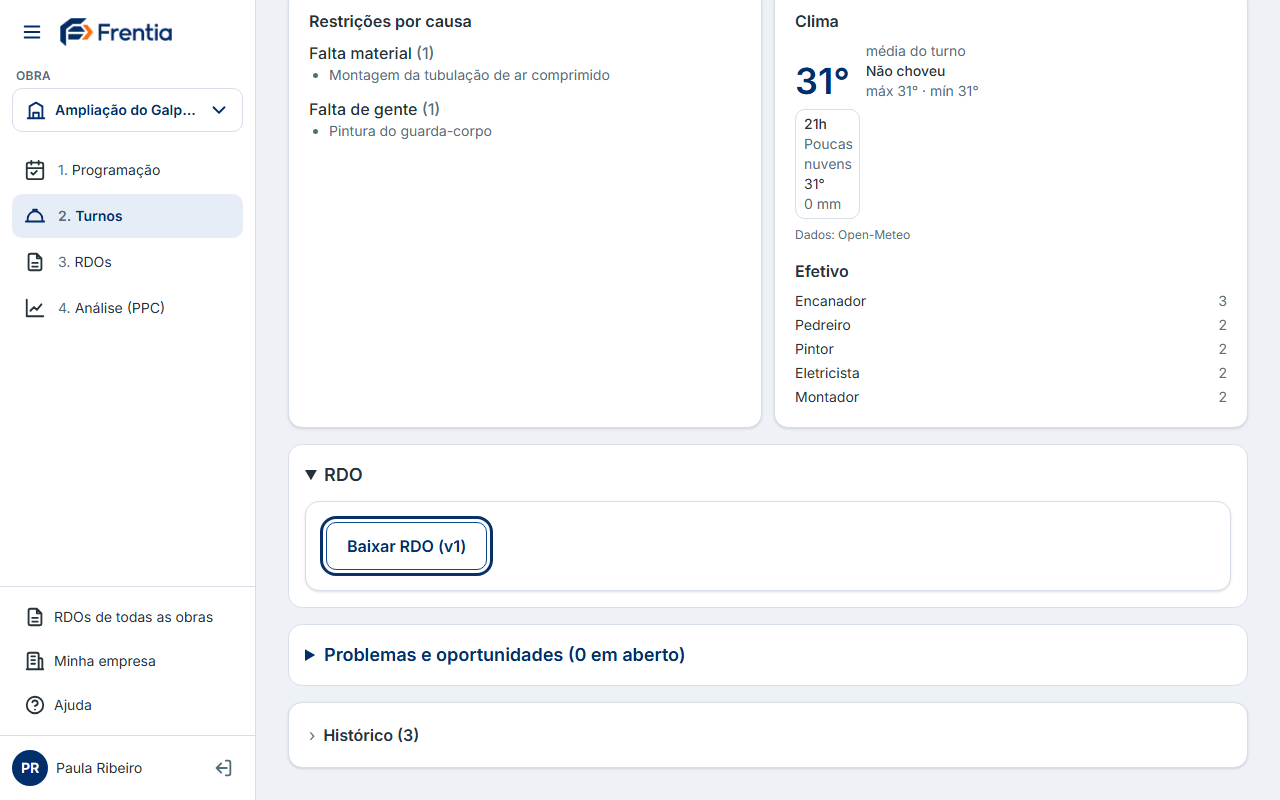 Frentia
OBRA
Ampliação do Galp...
1. Programação
2. Turnos
3. RDOs
4. Análise (PPC)
RDOs de todas as obras
Minha empresa
Ajuda
PR
Paula Ribeiro
Restrições por causa
Falta material (1)
Montagem da tubulação de ar comprimido
Falta de gente (1)
Pintura do guarda-corpo
Clima
31°
média do turno
Não choveu
máx 31° · mín 31°
21h
Poucas
nuvens
31°
0 mm
Dados: Open-Meteo
Efetivo
Encanador 3
Pedreiro 2
Pintor 2
Eletricista 2
Montador 2
RDO
Baixar RDO (v1)
Problemas e oportunidades (0 em aberto)
Histórico (3)